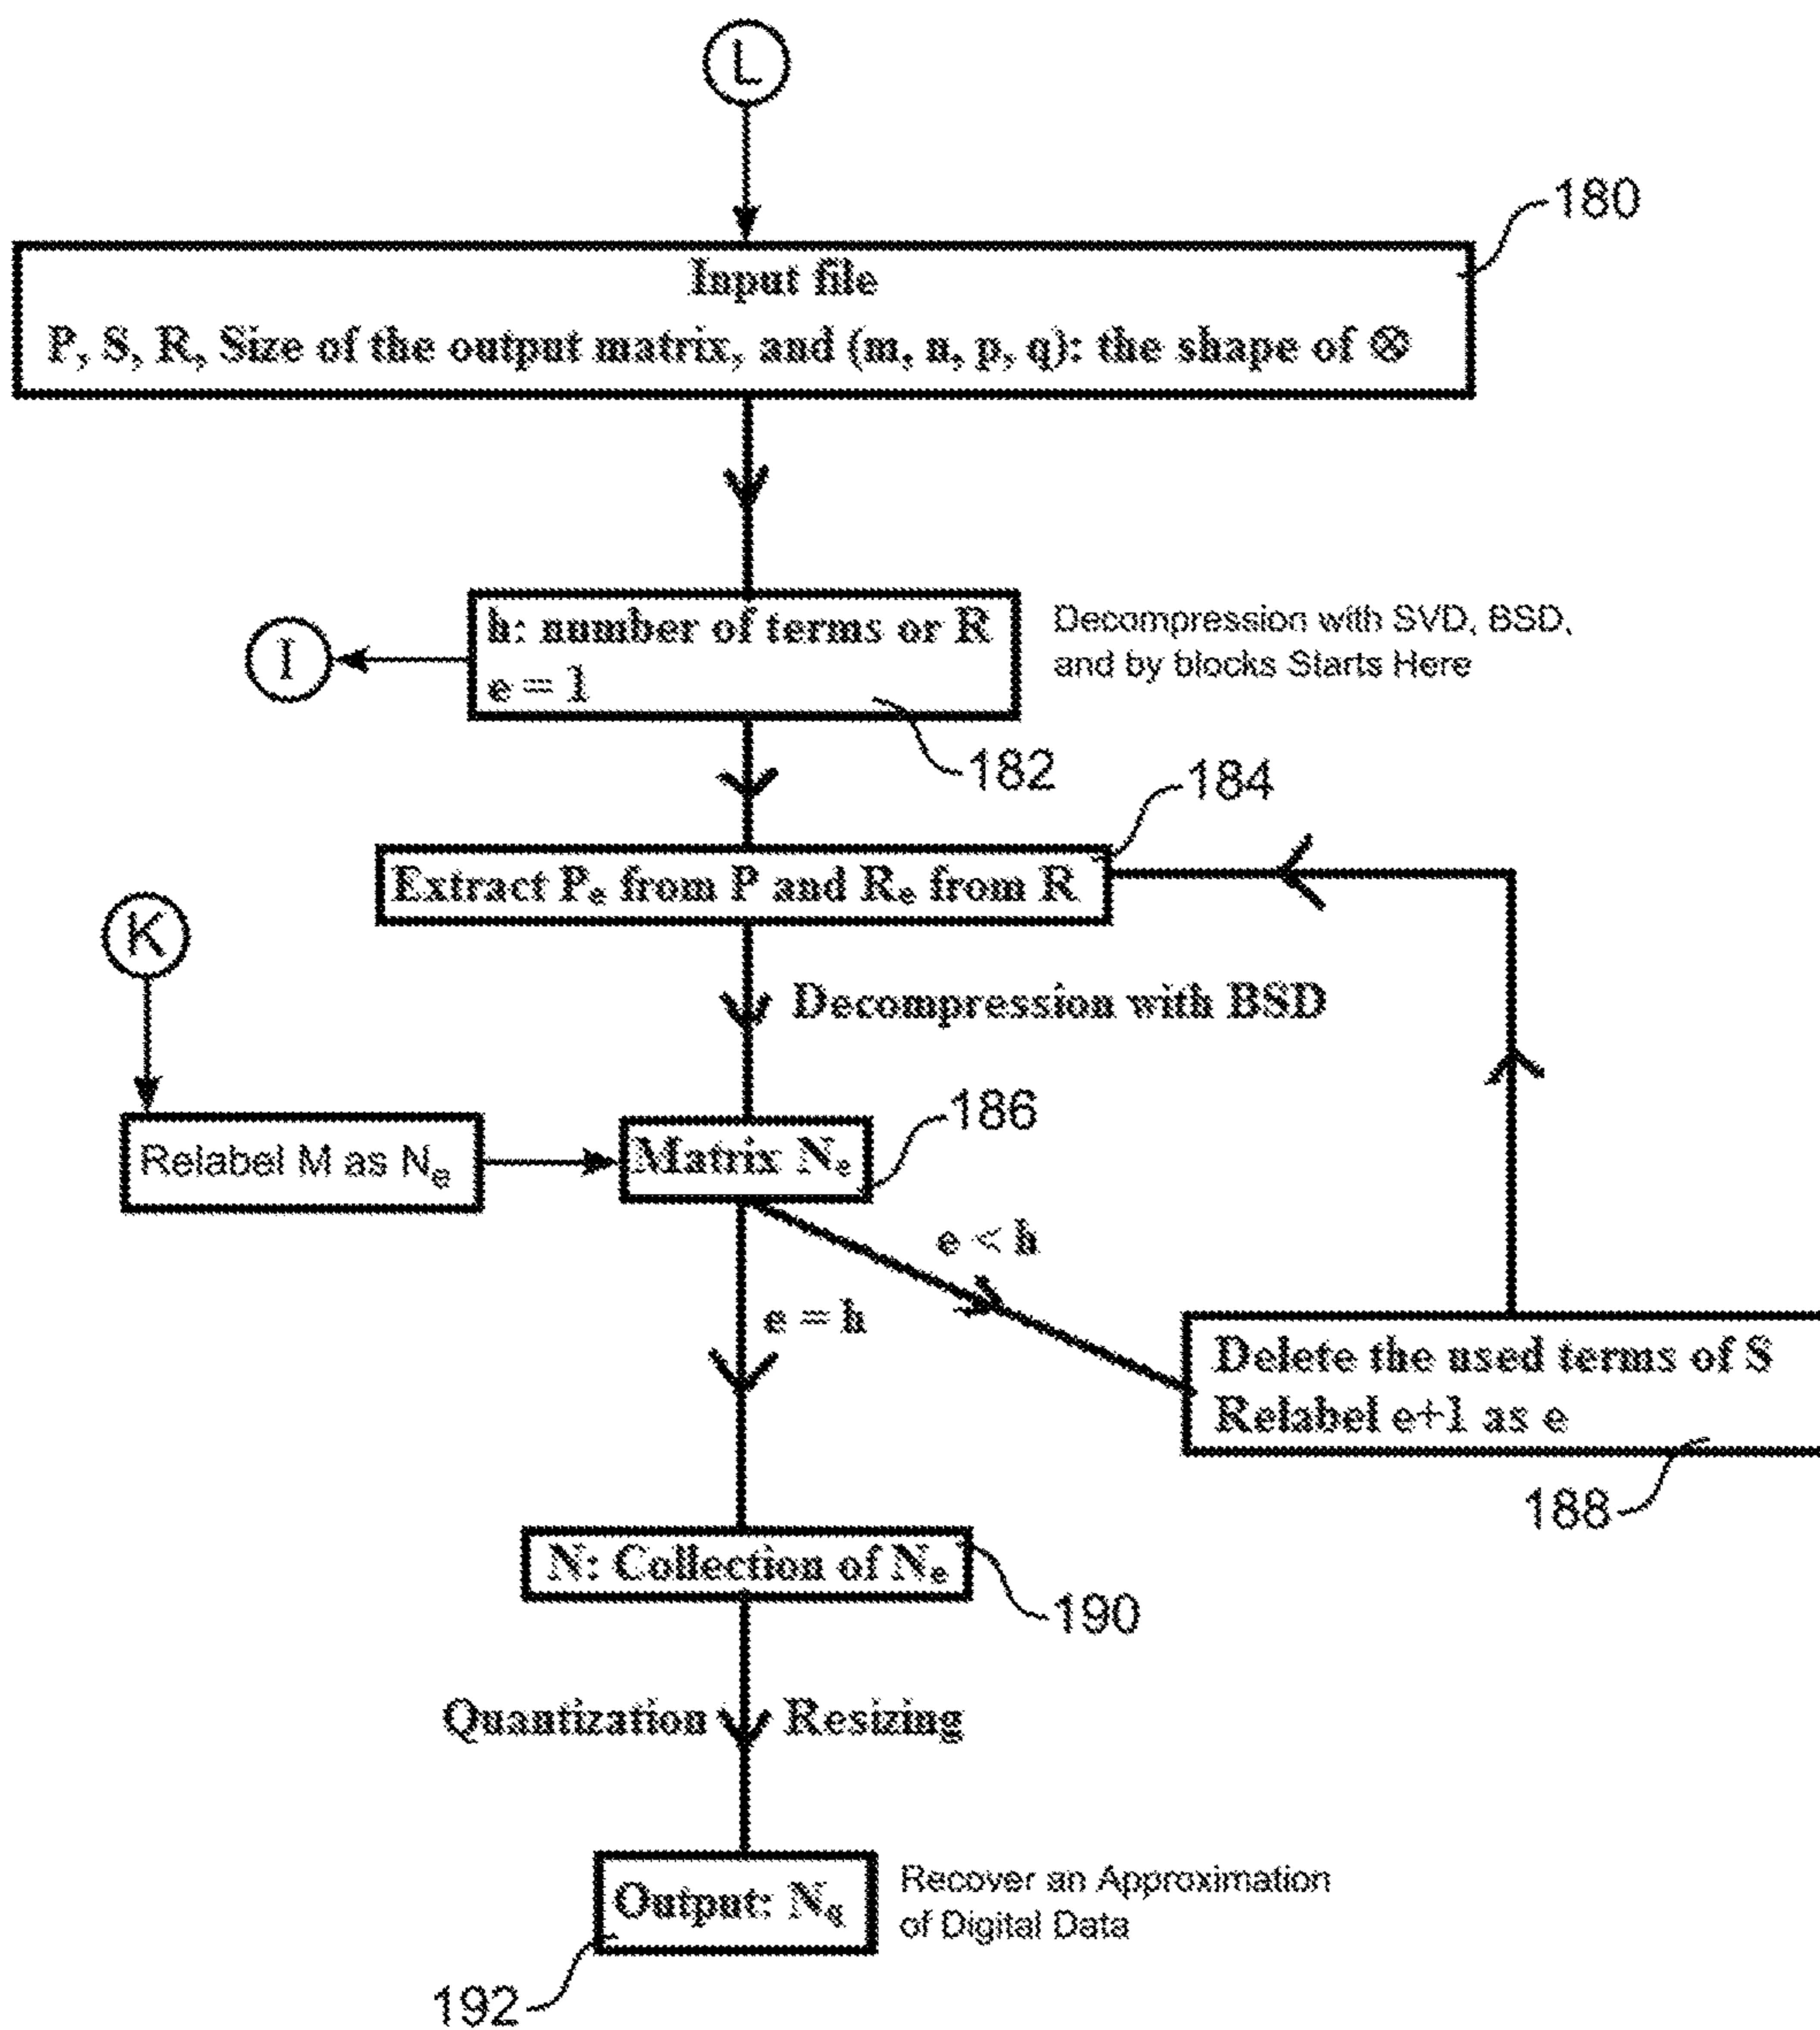 L
180
Input file
P, S, R, Size of the output matrix, and (m, n, p, q): the shape of ⊗
I
h: number of terms or R
e = 1
Decompression with SVD, BSD,
and by blocks Starts Here
182
184
Extract Pₑ from P and Rₑ from R
K
Decompression with BSD
186
Relabel M as Nₑ
Matrix Nₑ
e < h
e = h
Delete the used terms of S
Relabel e+1 as e
188
N: Collection of Nₑ
190
Quantization Resizing
Output: N_q
Recover an Approximation
of Digital Data
192